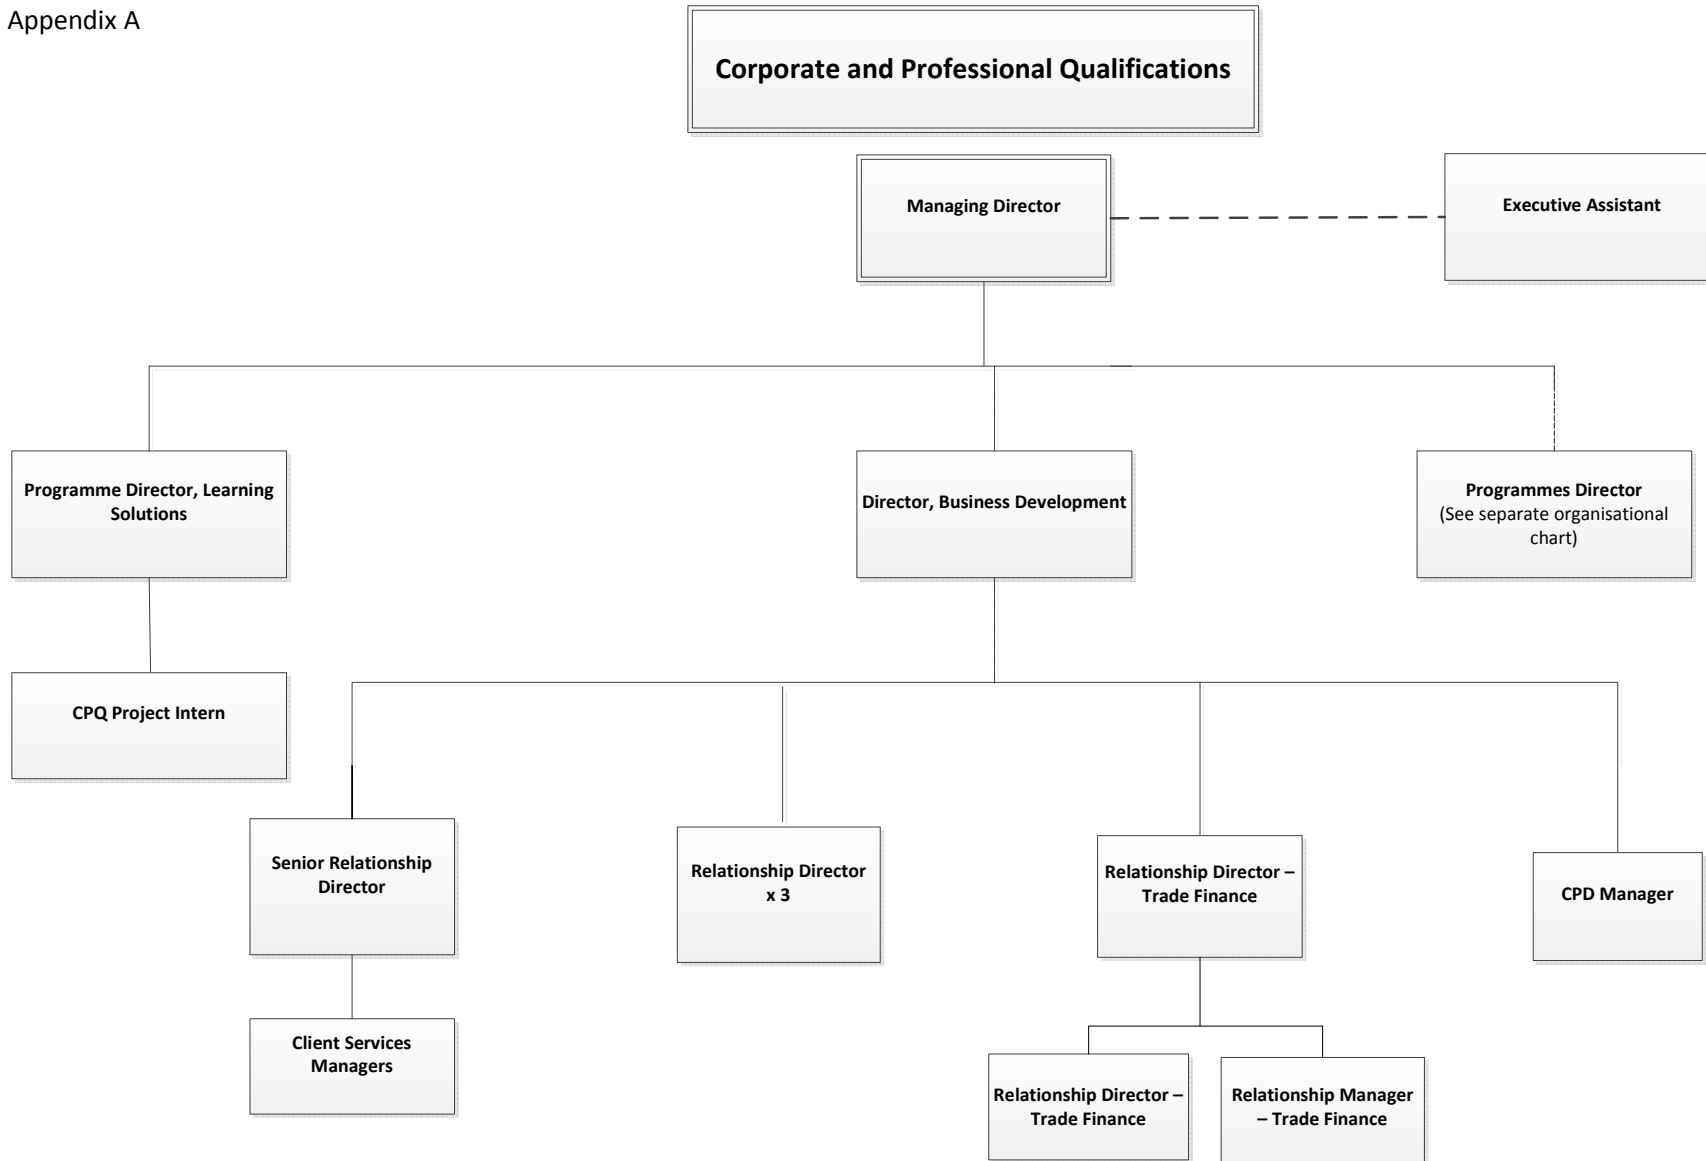 Appendix A
Corporate and Professional Qualifications
Managing Director
Executive Assistant
Programme Director, Learning
Solutions
Director, Business Development
Programmes Director
(See separate organisational
chart)
CPQ Project Intern
Senior Relationship
Director
Relationship Director
x 3
Relationship Director –
Trade Finance
CPD Manager
Client Services
Managers
Relationship Director –
Trade Finance
Relationship Manager
– Trade Finance